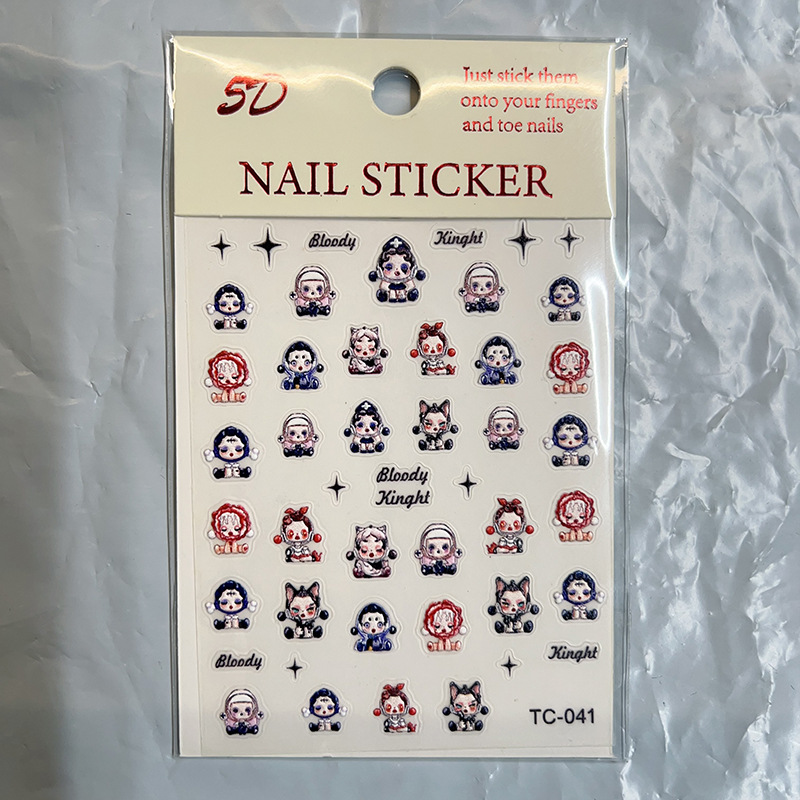 5D
Just stick them
onto your fingers
and toe nails
NAIL STICKER
Bloody
Kinght
Bloody
Kinght
Bloody
Kinght
TC-041